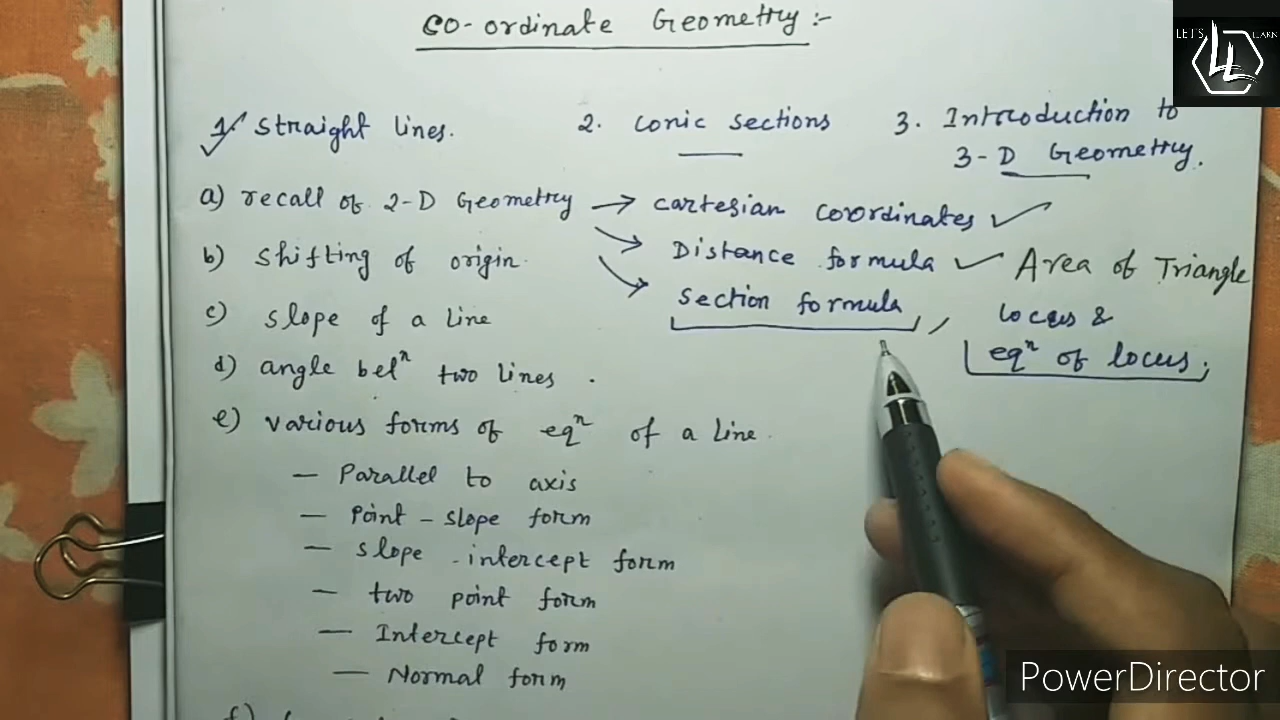 Co-ordinate Geometry :-
LET'S LL LEARN
1. Straight lines.
2. Conic sections
3. Introduction to
3-D Geometry.
a) recall of 2-D Geometry → cartesian coordinates ✓
→ Distance formula ✓ Area of Triangle
→ section formula, locus &
eqⁿ of locus;
b) shifting of origin.
c) slope of a line
d) angle betⁿ two lines.
e) various forms of eqⁿ of a line.
— Parallel to axis
— Point - slope form
— slope - intercept form
— two point form
— Intercept form
— Normal form
f)
PowerDirector